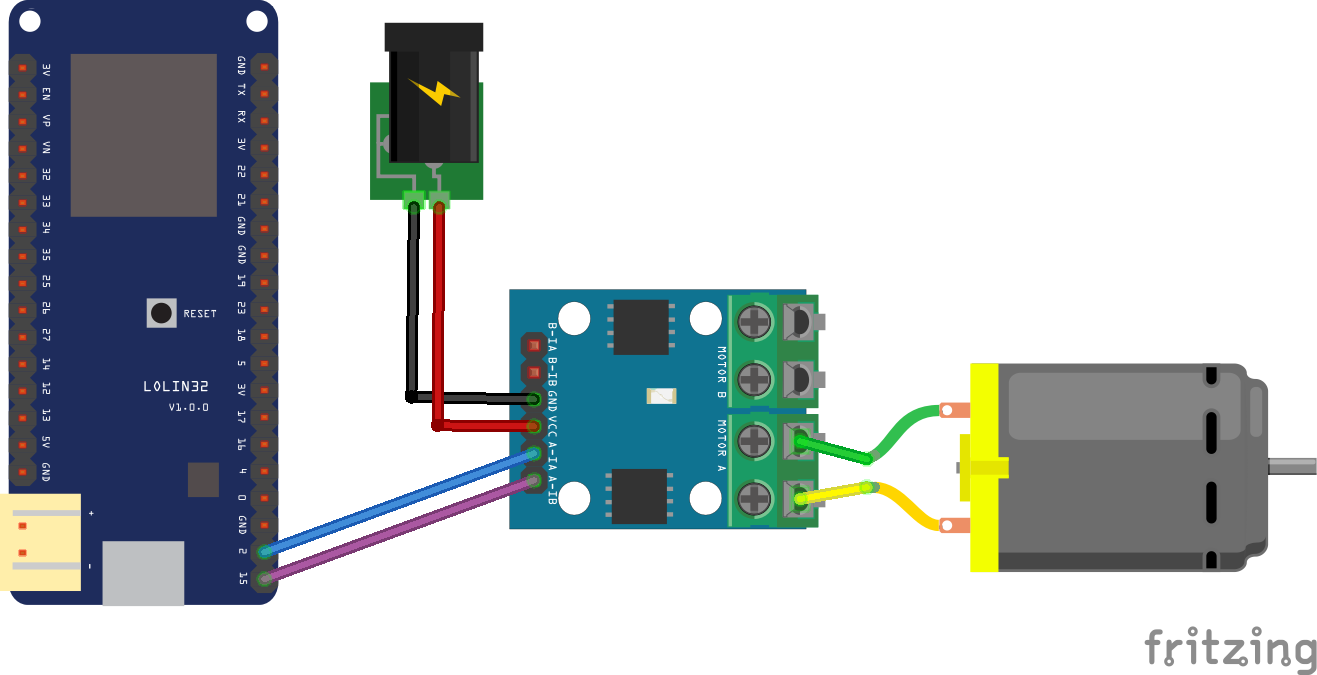 3V
EN
VP
VN
32
33
34
35
25
26
27
14
12
13
5V
GND
GND
TX
RX
3V
22
21
GND
GND
19
23
18
5
3V
17
16
4
0
GND
2
15
RESET
LOLIN32
V1.0.0
+
-
B-IA
B-IB
GND
VCC
A-IA
A-IB
MOTOR B
MOTOR A
fritzing